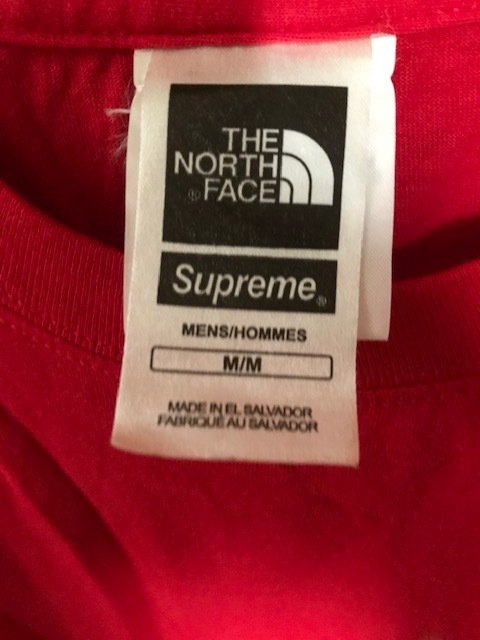 THE
NORTH
® FACE
Supreme®
MENS/HOMMES
M/M
MADE IN EL SALVADOR
FABRIQUÉ AU SALVADOR